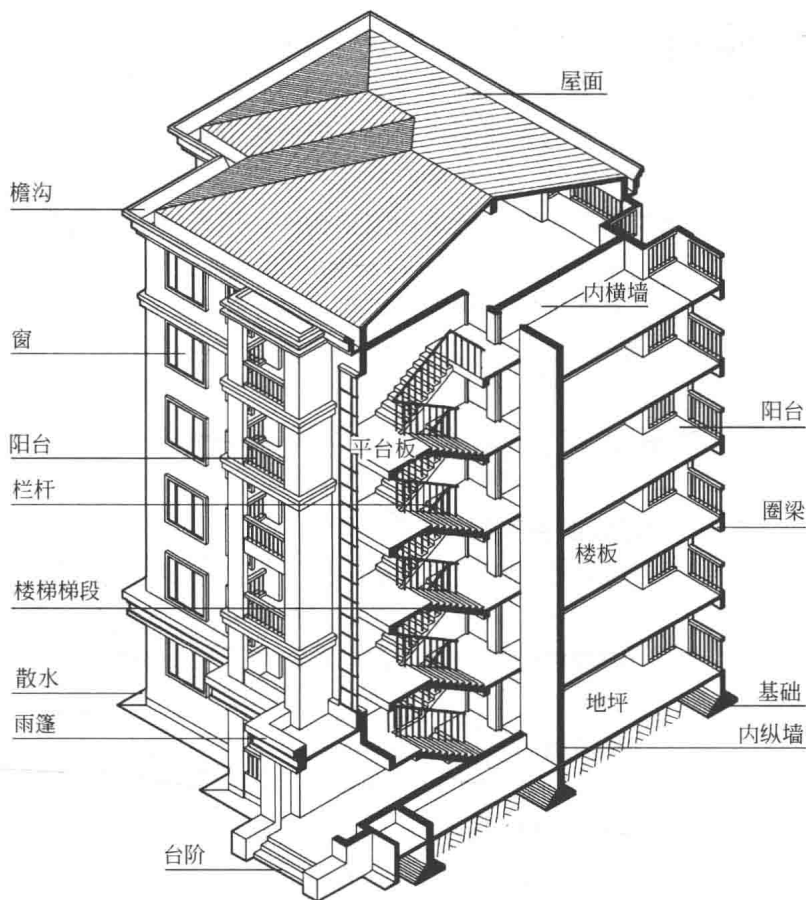 屋面
檐沟
内横墙
窗
阳台
阳台
平台板
栏杆
圈梁
楼板
楼梯梯段
散水
地坪
基础
雨篷
内纵墙
台阶